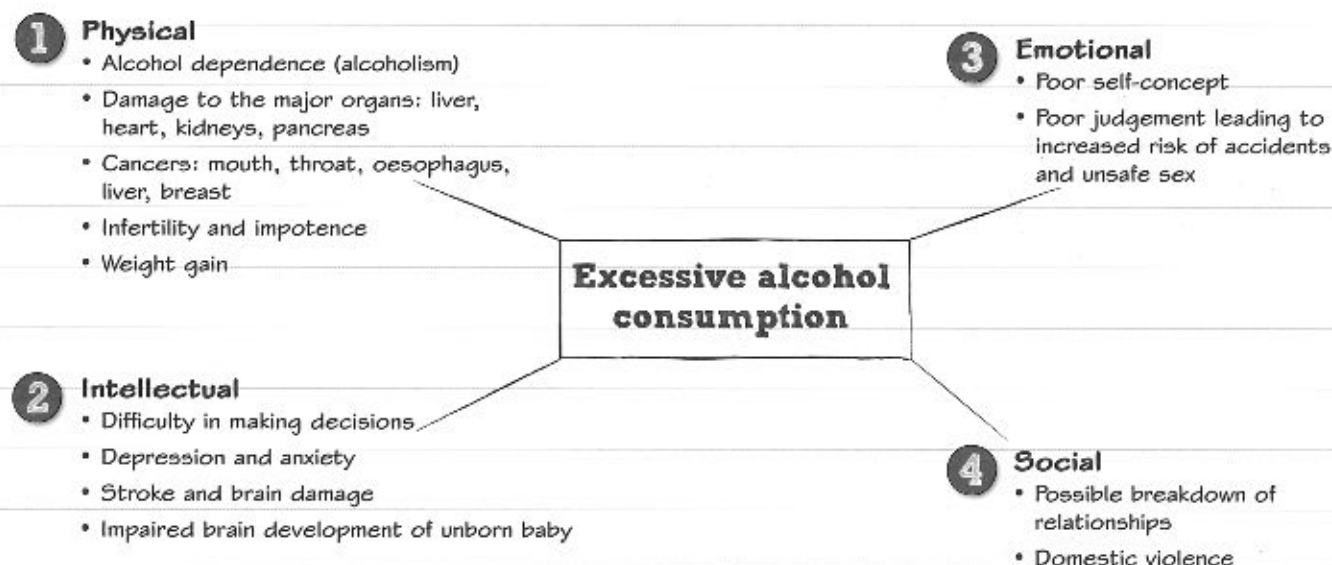 1 Physical
• Alcohol dependence (alcoholism)
• Damage to the major organs: liver,
heart, kidneys, pancreas
• Cancers: mouth, throat, oesophagus,
liver, breast
• Infertility and impotence
• Weight gain
3 Emotional
• Poor self-concept
• Poor judgement leading to
increased risk of accidents
and unsafe sex
Excessive alcohol
consumption
2 Intellectual
• Difficulty in making decisions
• Depression and anxiety
• Stroke and brain damage
• Impaired brain development of unborn baby
4 Social
• Possible breakdown of
relationships
• Domestic violence